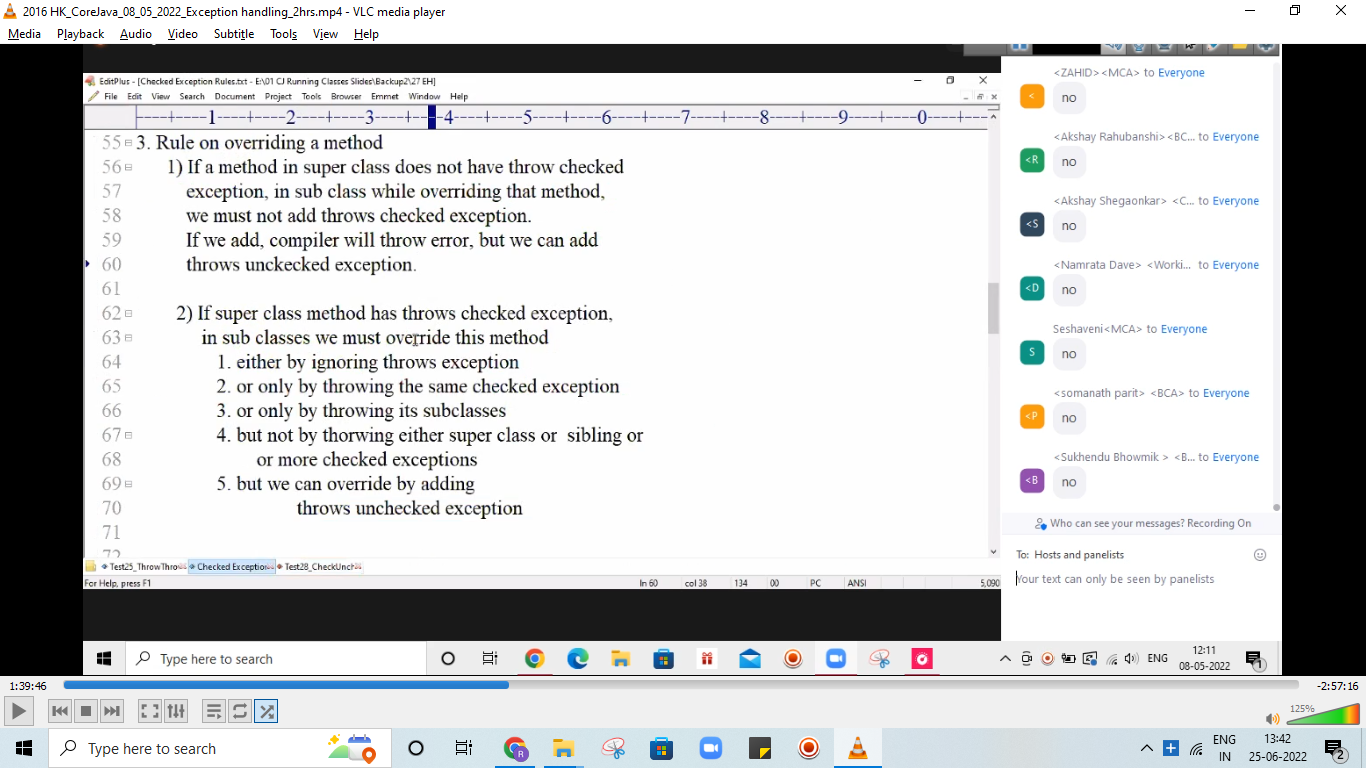 2016 HK_CoreJava_08_05_2022_Exception handling_2hrs.mp4 - VLC media player
Media Playback Audio Video Subtitle Tools View Help
EditPlus - [Checked Exception Rules.txt - E:\01 CJ Running Classes Slides\Backup2\27 EH]
File Edit View Search Document Project Tools Browser Emmet Window Help
----+----1----+----2----+----3----+----4----+----5----+----6----+----7----+----8----+----9----+----0----+---
55 3. Rule on overriding a method
56 1) If a method in super class does not have throw checked
57 exception, in sub class while overriding that method,
58 we must not add throws checked exception.
59 If we add, compiler will throw error, but we can add
60 throws unckecked exception.
61
62 2) If super class method has throws checked exception,
63 in sub classes we must override this method
64 1. either by ignoring throws exception
65 2. or only by throwing the same checked exception
66 3. or only by throwing its subclasses
67 4. but not by thorwing either super class or sibling or
68 or more checked exceptions
69 5. but we can override by adding
70 throws unchecked exception
71
72
Test25_ThrowThro Checked Exception Test28_CheckUnch
For Help, press F1 ln 60 col 38 134 00 PC ANSI 5,090
<ZAHID><MCA> to Everyone
< no
<Akshay Rahubanshi><BC... to Everyone
<R no
<Akshay Shegaonkar> <C... to Everyone
<S no
<Namrata Dave> <Worki... to Everyone
<D no
Seshaveni<MCA> to Everyone
S no
<somanath parit> <BCA> to Everyone
<P no
<Sukhendu Bhowmik > <B... to Everyone
<B no
Who can see your messages? Recording On
To: Hosts and panelists
Your text can only be seen by panelists
Type here to search
ENG 12:11
08-05-2022 1
1:39:46 -2:57:16
125%
Type here to search
ENG 13:42
IN 25-06-2022 2